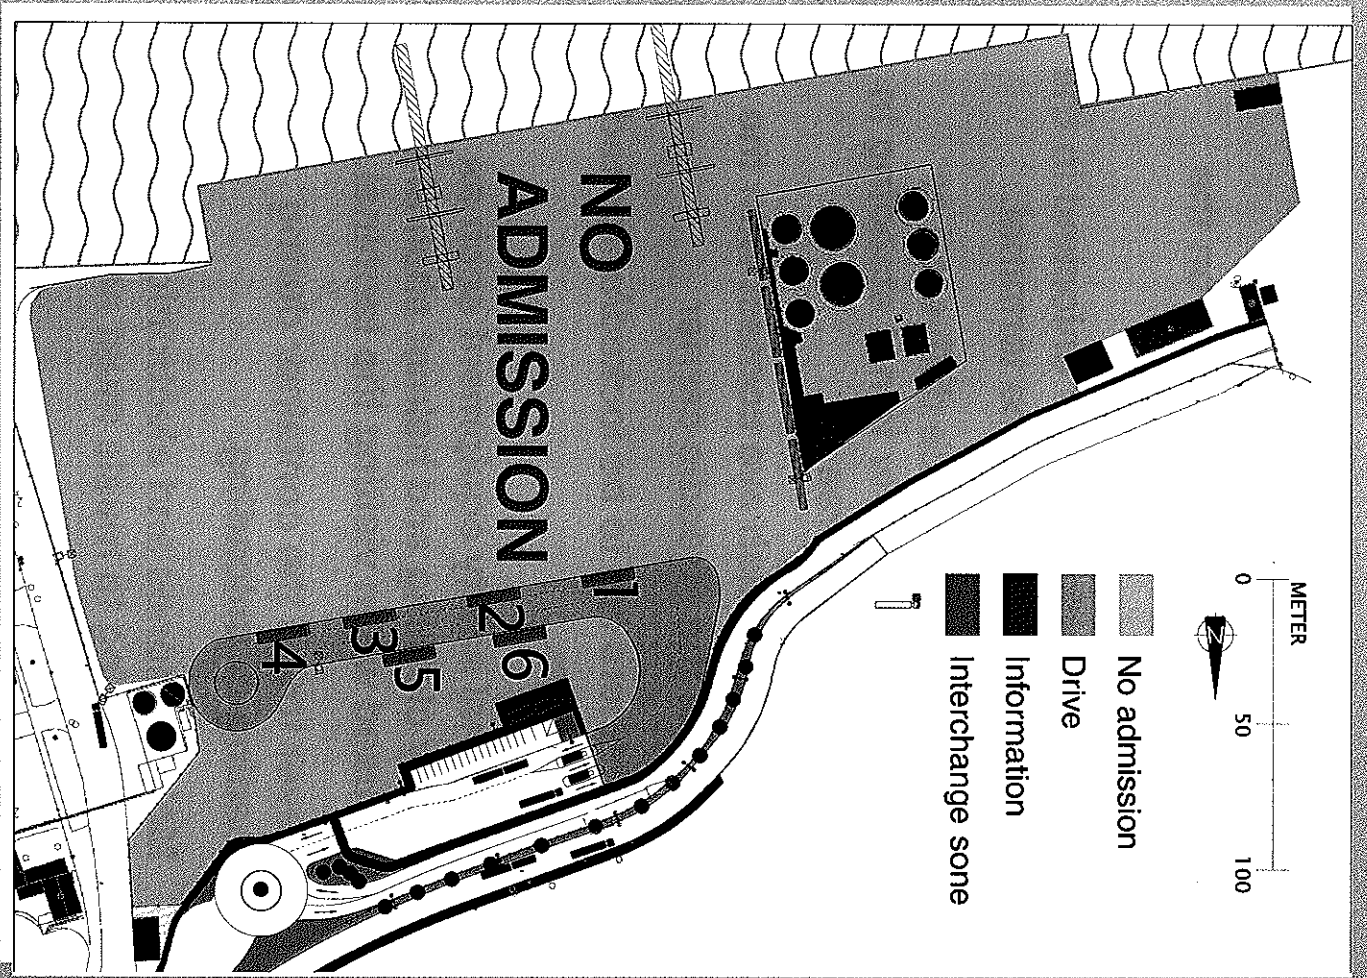 NO
ADMISSION
1
2
3
4
5
6
METER
0
50
100
N
No admission
Drive
Information
Interchange sone